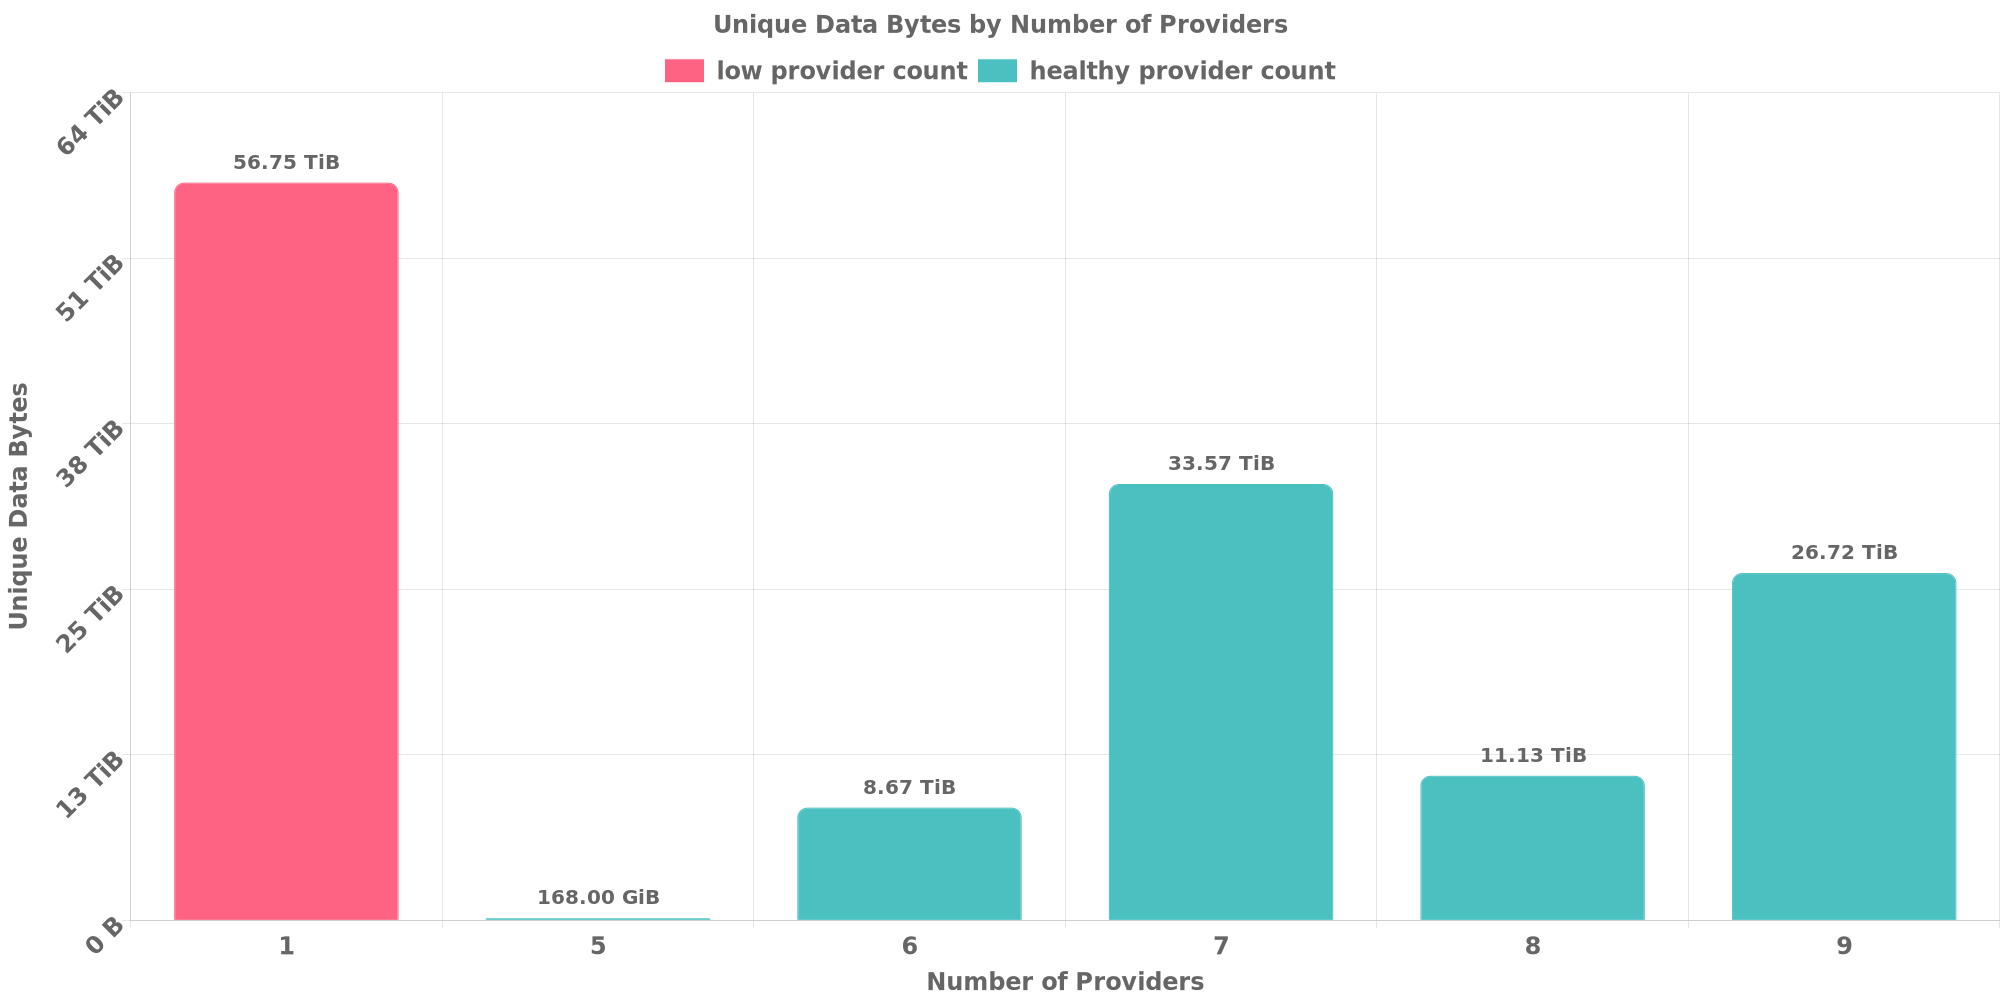 Unique Data Bytes by Number of Providers
low provider count healthy provider count
64 TiB
51 TiB
38 TiB
25 TiB
13 TiB
0 B
Unique Data Bytes
56.75 TiB
168.00 GiB
8.67 TiB
33.57 TiB
11.13 TiB
26.72 TiB
1 5 6 7 8 9
Number of Providers